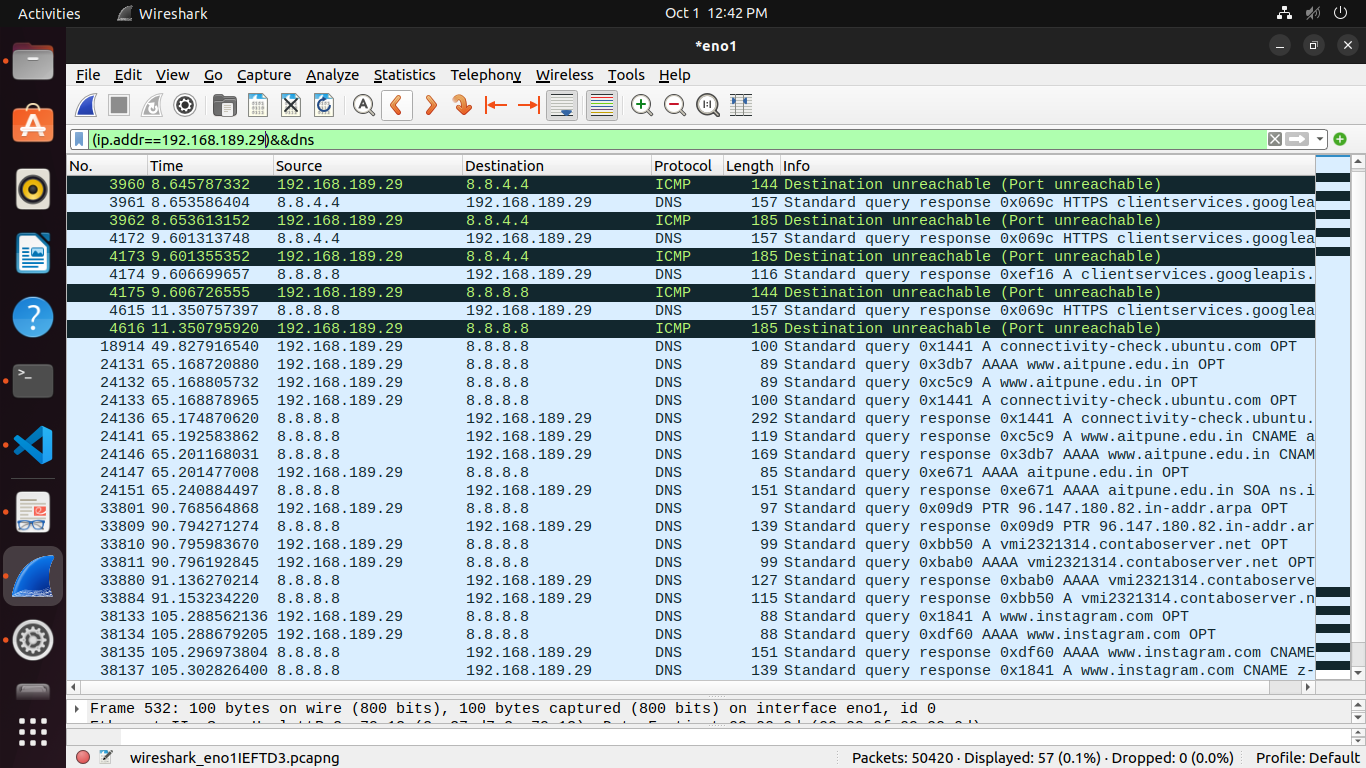 Activities Wireshark Oct 1 12:42 PM
*eno1
File Edit View Go Capture Analyze Statistics Telephony Wireless Tools Help
(ip.addr==192.168.189.29)&&dns
No. Time Source Destination Protocol Length Info
3960 8.645787332 192.168.189.29 8.8.4.4 ICMP 144 Destination unreachable (Port unreachable)
3961 8.653586404 8.8.4.4 192.168.189.29 DNS 157 Standard query response 0x069c HTTPS clientservices.googlea
3962 8.653613152 192.168.189.29 8.8.4.4 ICMP 185 Destination unreachable (Port unreachable)
4172 9.601313748 8.8.4.4 192.168.189.29 DNS 157 Standard query response 0x069c HTTPS clientservices.googlea
4173 9.601355352 192.168.189.29 8.8.4.4 ICMP 185 Destination unreachable (Port unreachable)
4174 9.606699657 8.8.8.8 192.168.189.29 DNS 116 Standard query response 0xef16 A clientservices.googleapis.
4175 9.606726555 192.168.189.29 8.8.8.8 ICMP 144 Destination unreachable (Port unreachable)
4615 11.350757397 8.8.8.8 192.168.189.29 DNS 157 Standard query response 0x069c HTTPS clientservices.googlea
4616 11.350795920 192.168.189.29 8.8.8.8 ICMP 185 Destination unreachable (Port unreachable)
18914 49.827916540 192.168.189.29 8.8.8.8 DNS 100 Standard query 0x1441 A connectivity-check.ubuntu.com OPT
24131 65.168720880 192.168.189.29 8.8.8.8 DNS 89 Standard query 0x3db7 AAAA www.aitpune.edu.in OPT
24132 65.168805732 192.168.189.29 8.8.8.8 DNS 89 Standard query 0xc5c9 A www.aitpune.edu.in OPT
24133 65.168878965 192.168.189.29 8.8.8.8 DNS 100 Standard query 0x1441 A connectivity-check.ubuntu.com OPT
24136 65.174870620 8.8.8.8 192.168.189.29 DNS 292 Standard query response 0x1441 A connectivity-check.ubuntu.
24141 65.192583862 8.8.8.8 192.168.189.29 DNS 119 Standard query response 0xc5c9 A www.aitpune.edu.in CNAME a
24146 65.201168031 8.8.8.8 192.168.189.29 DNS 169 Standard query response 0x3db7 AAAA www.aitpune.edu.in CNAM
24147 65.201477008 192.168.189.29 8.8.8.8 DNS 85 Standard query 0xe671 AAAA aitpune.edu.in OPT
24151 65.240884497 8.8.8.8 192.168.189.29 DNS 151 Standard query response 0xe671 AAAA aitpune.edu.in SOA ns.i
33801 90.768564868 192.168.189.29 8.8.8.8 DNS 97 Standard query 0x09d9 PTR 96.147.180.82.in-addr.arpa OPT
33809 90.794271274 8.8.8.8 192.168.189.29 DNS 139 Standard query response 0x09d9 PTR 96.147.180.82.in-addr.ar
33810 90.795983670 192.168.189.29 8.8.8.8 DNS 99 Standard query 0xbb50 A vmi2321314.contaboserver.net OPT
33811 90.796192845 192.168.189.29 8.8.8.8 DNS 99 Standard query 0xbab0 AAAA vmi2321314.contaboserver.net OPT
33880 91.136270214 8.8.8.8 192.168.189.29 DNS 127 Standard query response 0xbab0 AAAA vmi2321314.contaboserve
33884 91.153234220 8.8.8.8 192.168.189.29 DNS 115 Standard query response 0xbb50 A vmi2321314.contaboserver.n
38133 105.288562136 192.168.189.29 8.8.8.8 DNS 88 Standard query 0x1841 A www.instagram.com OPT
38134 105.288679205 192.168.189.29 8.8.8.8 DNS 88 Standard query 0xdf60 AAAA www.instagram.com OPT
38135 105.296973804 8.8.8.8 192.168.189.29 DNS 151 Standard query response 0xdf60 AAAA www.instagram.com CNAME
38137 105.302826400 8.8.8.8 192.168.189.29 DNS 139 Standard query response 0x1841 A www.instagram.com CNAME z-
Frame 532: 100 bytes on wire (800 bits), 100 bytes captured (800 bits) on interface eno1, id 0
wireshark_eno1IEFTD3.pcapng Packets: 50420 · Displayed: 57 (0.1%) · Dropped: 0 (0.0%) Profile: Default